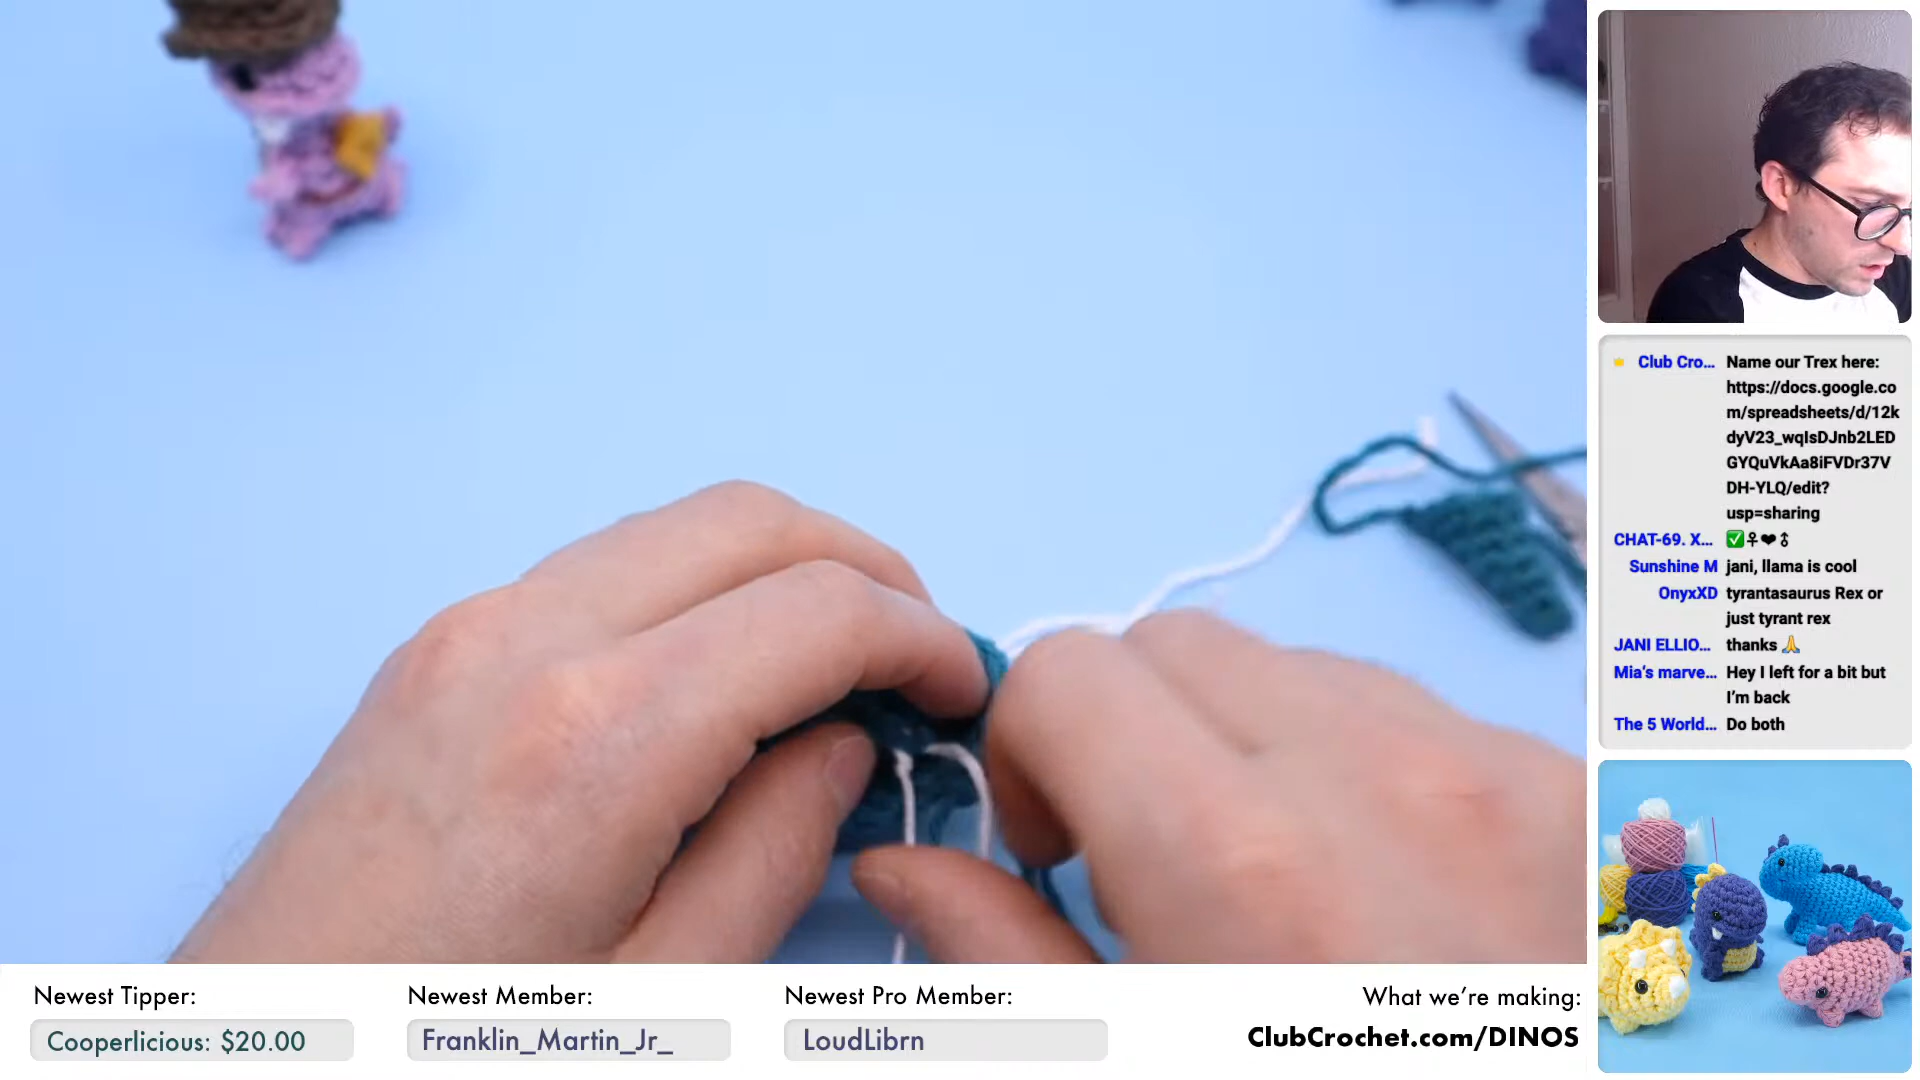 Club Cro... Name our Trex here:
https://docs.google.co
m/spreadsheets/d/12k
dyV23_wqIsDJnb2LED
GYQuVkAa8iFVDr37V
DH-YLQ/edit?
usp=sharing
CHAT-69. X... ✅♀❤⚦
Sunshine M jani, llama is cool
OnyxXD tyrantasaurus Rex or
just tyrant rex
JANI ELLIO... thanks 🙏
Mia's marve... Hey I left for a bit but
I'm back
The 5 World... Do both
Newest Tipper:
Cooperlicious: $20.00
Newest Member:
Franklin_Martin_Jr_
Newest Pro Member:
LoudLibrn
What we're making:
ClubCrochet.com/DINOS